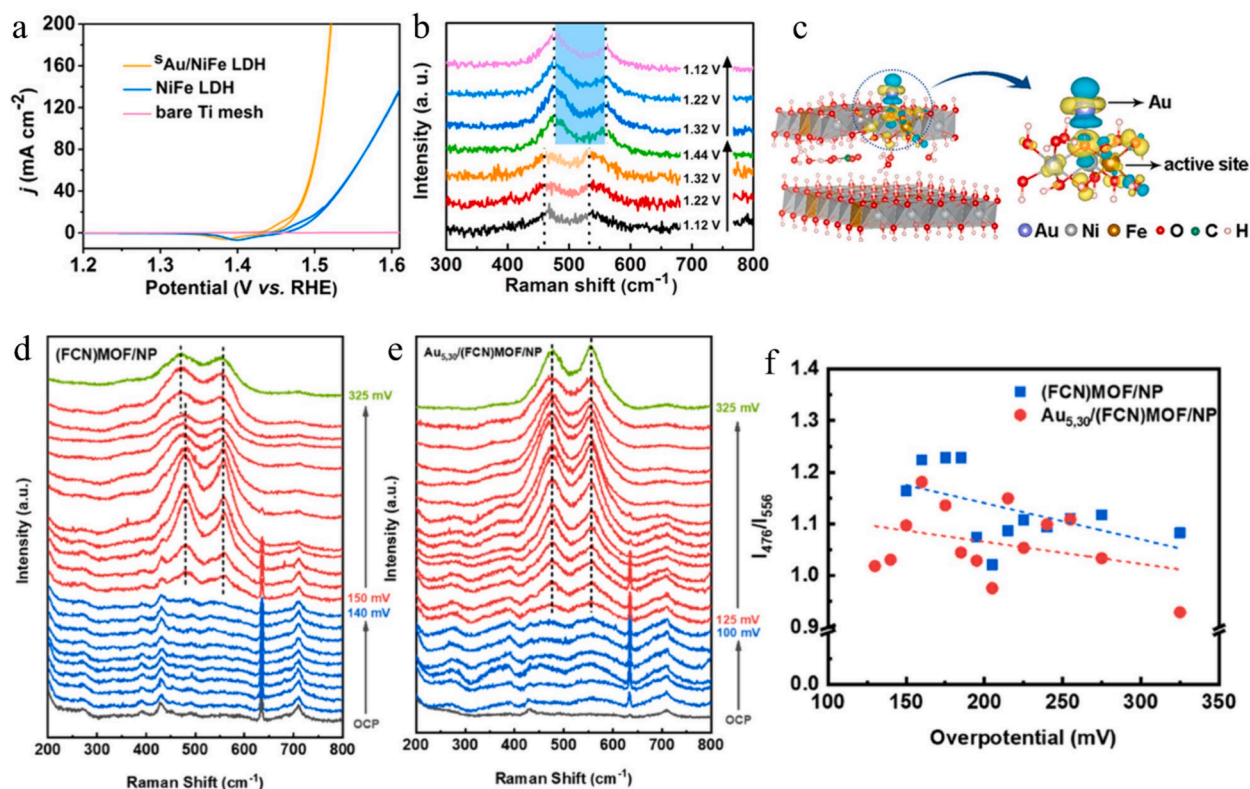 a
200
160
120
80
40
0
j (mA cm⁻²)
ˢAu/NiFe LDH
NiFe LDH
bare Ti mesh
1.2 1.3 1.4 1.5 1.6
Potential (V vs. RHE)
b
Intensity (a. u.)
1.12 V
1.22 V
1.32 V
1.44 V
1.32 V
1.22 V
1.12 V
300 400 500 600 700 800
Raman shift (cm⁻¹)
c
Au
active site
Au Ni Fe O C H
d
(FCN)MOF/NP
Intensity (a.u.)
325 mV
150 mV
140 mV
OCP
200 300 400 500 600 700 800
Raman Shift (cm⁻¹)
e
Au5,30/(FCN)MOF/NP
Intensity (a.u.)
325 mV
125 mV
100 mV
OCP
200 300 400 500 600 700 800
Raman Shift (cm⁻¹)
f
(FCN)MOF/NP
Au5,30/(FCN)MOF/NP
I476/I556
1.4
1.3
1.2
1.1
1.0
0.9
0.0
100 150 200 250 300 350
Overpotential (mV)